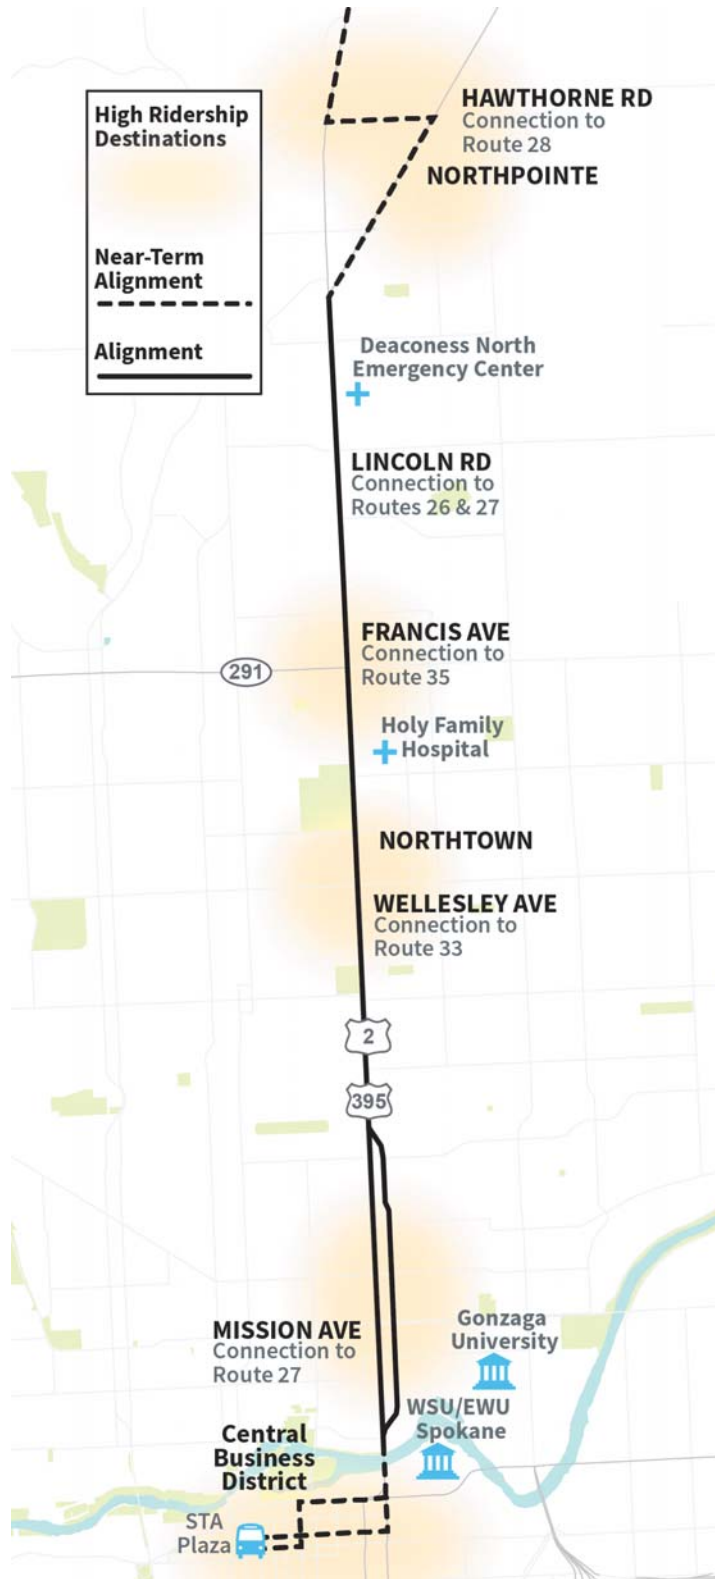 High Ridership
Destinations
Near-Term
Alignment
Alignment
HAWTHORNE RD
Connection to
Route 28
NORTHPOINTE
Deaconess North
Emergency Center
LINCOLN RD
Connection to
Routes 26 & 27
FRANCIS AVE
Connection to
Route 35
291
Holy Family
Hospital
NORTHTOWN
WELLESLEY AVE
Connection to
Route 33
2
395
MISSION AVE
Connection to
Route 27
Gonzaga
University
WSU/EWU
Spokane
Central
Business
District
STA
Plaza